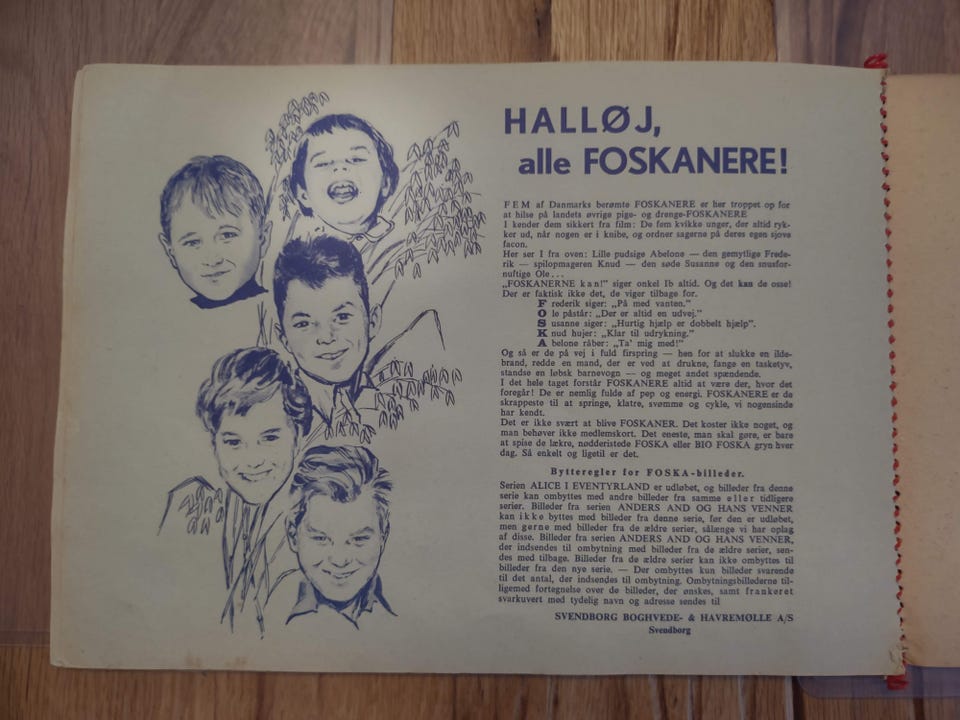 HALLØJ,
alle FOSKANERE!
FEM af Danmarks berømte FOSKANERE er her troppet op for
at hilse på landets øvrige pige- og drenge-FOSKANERE
I kender dem sikkert fra film: De fem kvikke unger, der altid ryk-
ker ud, når nogen er i knibe, og ordner sagerne på deres egen sjove
facon.
Her ser I fra oven: Lille pudsige Abelone — den gemytlige Frede-
rik — spilopmageren Knud — den søde Susanne og den snusfor-
nuftige Ole...
„FOSKANERNE kan!" siger onkel Ib altid. Og det kan de osse!
Der er faktisk ikke det, de viger tilbage for.
Frederik siger: „På med vanten."
Ole påstår: „Der er altid en udvej."
Susanne siger: „Hurtig hjælp er dobbelt hjælp".
Knud hujer: „Klar til udrykning."
Abelone råber: „Ta' mig med!"
Og så er de på vej i fuld firspring — hen for at slukke en ilde-
brand, redde en mand, der er ved at drukne, fange en tasketyv,
standse en løbsk barnevogn — og meget andet spændende.
I det hele taget forstår FOSKANERE altid at være der, hvor det
foregår! De er nemlig fulde af pep og energi. FOSKANERE er de
skrappeste til at springe, klatre, svømme og cykle, vi nogensinde
har kendt.
Det er ikke svært at blive FOSKANER. Det koster ikke noget, og
man behøver ikke medlemskort. Det eneste, man skal gøre, er bare
at spise de lækre, nødderistede FOSKA eller BIO FOSKA gryn hver
dag. Så enkelt og ligetil er det.
Bytteregler for FOSKA-billeder.
Serien ALICE I EVENTYRLAND er udløbet, og billeder fra denne
serie kan ombyttes med andre billeder fra samme eller tidligere
serier. Billeder fra serien ANDERS AND OG HANS VENNER
kan ikke byttes med billeder fra denne serie, før den er udløbet,
men gerne med billeder fra de ældre serier, sålænge vi har oplag
af disse. Billeder fra serien ANDERS AND OG HANS VENNER,
der indsendes til ombytning med billeder fra de ældre serier, sen-
des med tilbage. Billeder fra de ældre serier kan ikke ombyttes til
billeder fra den nye serie. — Der ombyttes kun billeder svarende
til det antal, der indsendes til ombytning. Ombytningsbillederne til-
ligemed fortegnelse over de billeder, der ønskes, samt frankeret
svarkuvert med tydelig navn og adresse sendes til
SVENDBORG BOGHVEDE- & HAVREMØLLE A/S
Svendborg